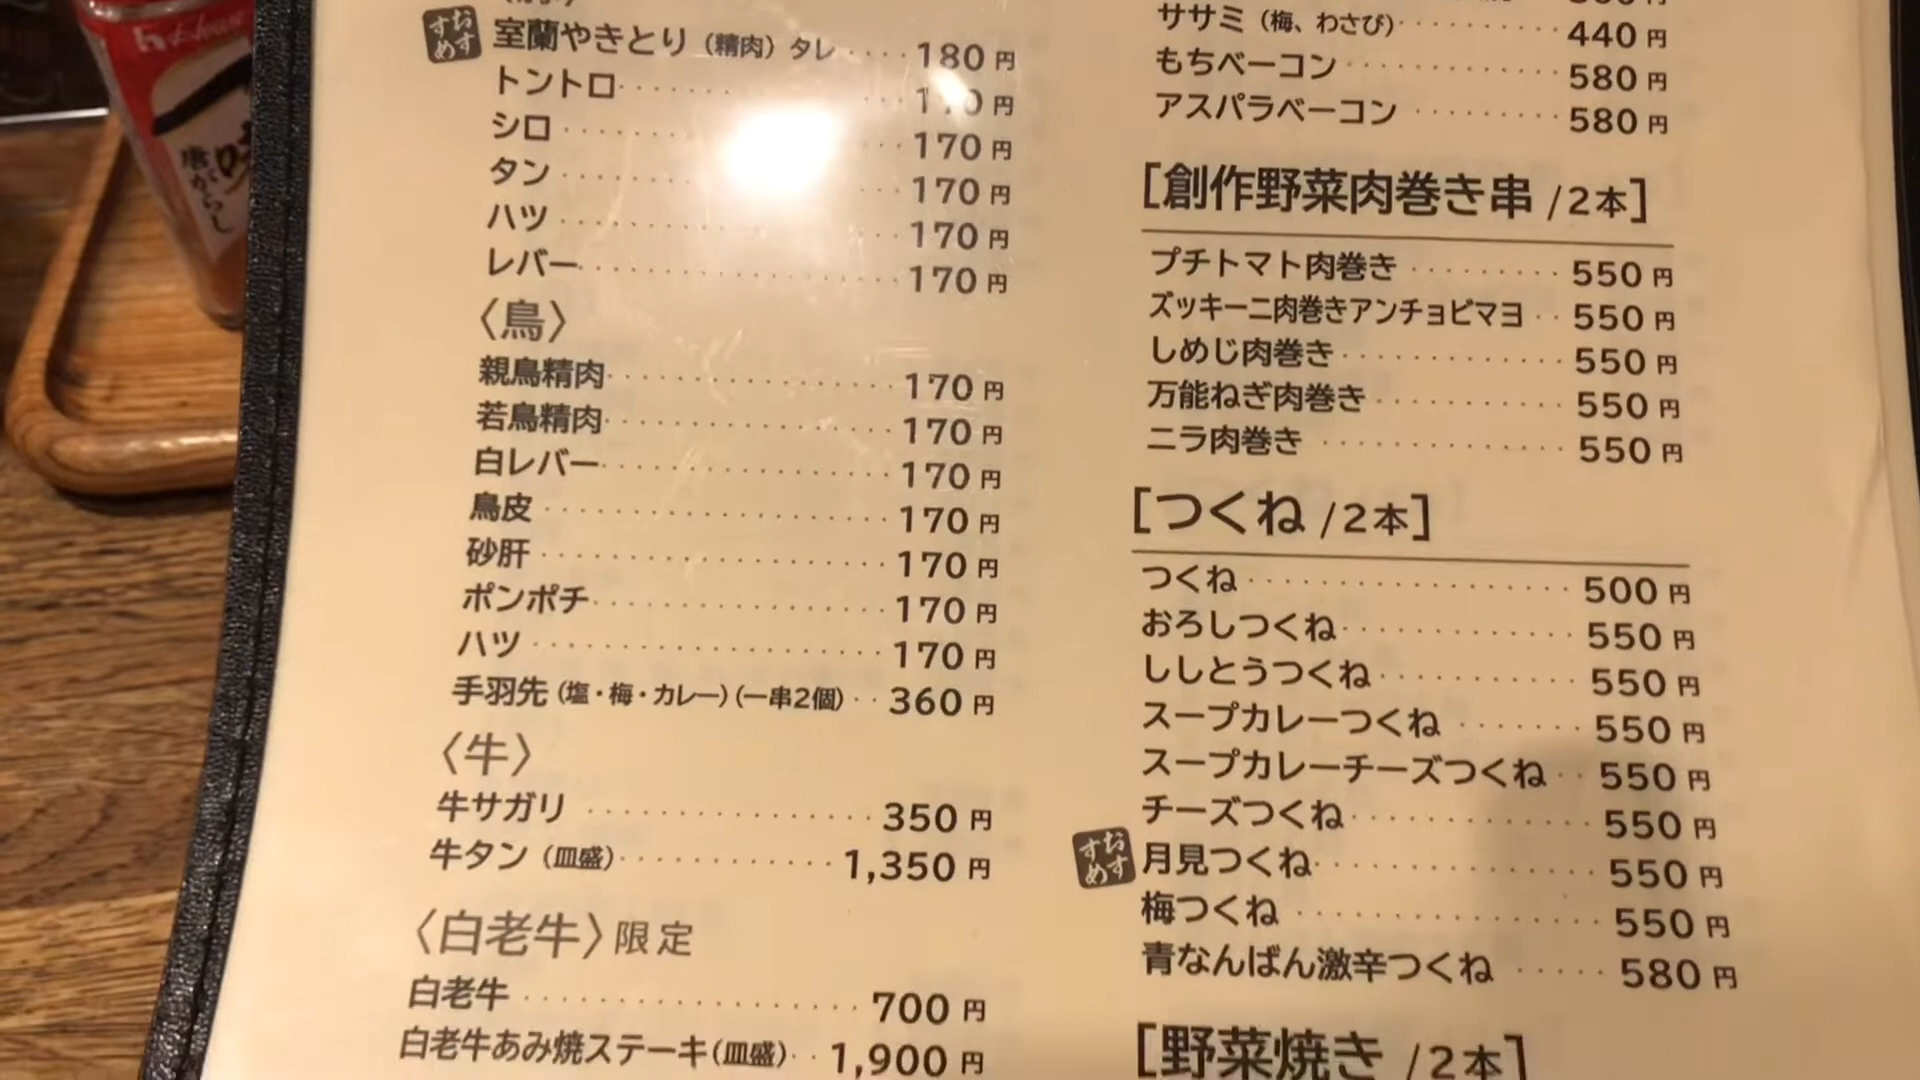 おすすめ
室蘭やきとり（精肉）タレ 180円
トントロ 円
シロ 170円
タン 170円
ハツ 170円
レバー 170円
〈鳥〉
親鳥精肉 170円
若鳥精肉 170円
白レバー 170円
鳥皮 170円
砂肝 170円
ポンポチ 170円
ハツ 170円
手羽先（塩・梅・カレー）（一串2個） 360円
〈牛〉
牛サガリ 350円
牛タン（皿盛） 1,350円
〈白老牛〉限定
白老牛 700円
白老牛あみ焼ステーキ（皿盛） 1,900円
ササミ（梅、わさび） 440円
もちベーコン 580円
アスパラベーコン 580円
［創作野菜肉巻き串 /2本］
プチトマト肉巻き 550円
ズッキーニ肉巻きアンチョビマヨ 550円
しめじ肉巻き 550円
万能ねぎ肉巻き 550円
ニラ肉巻き 550円
［つくね /2本］
つくね 500円
おろしつくね 550円
ししとうつくね 550円
スープカレーつくね 550円
スープカレーチーズつくね 550円
チーズつくね 550円
おすすめ
月見つくね 550円
梅つくね 550円
青なんばん激辛つくね 580円
［野菜焼き /2本］
House
一味
唐がらし